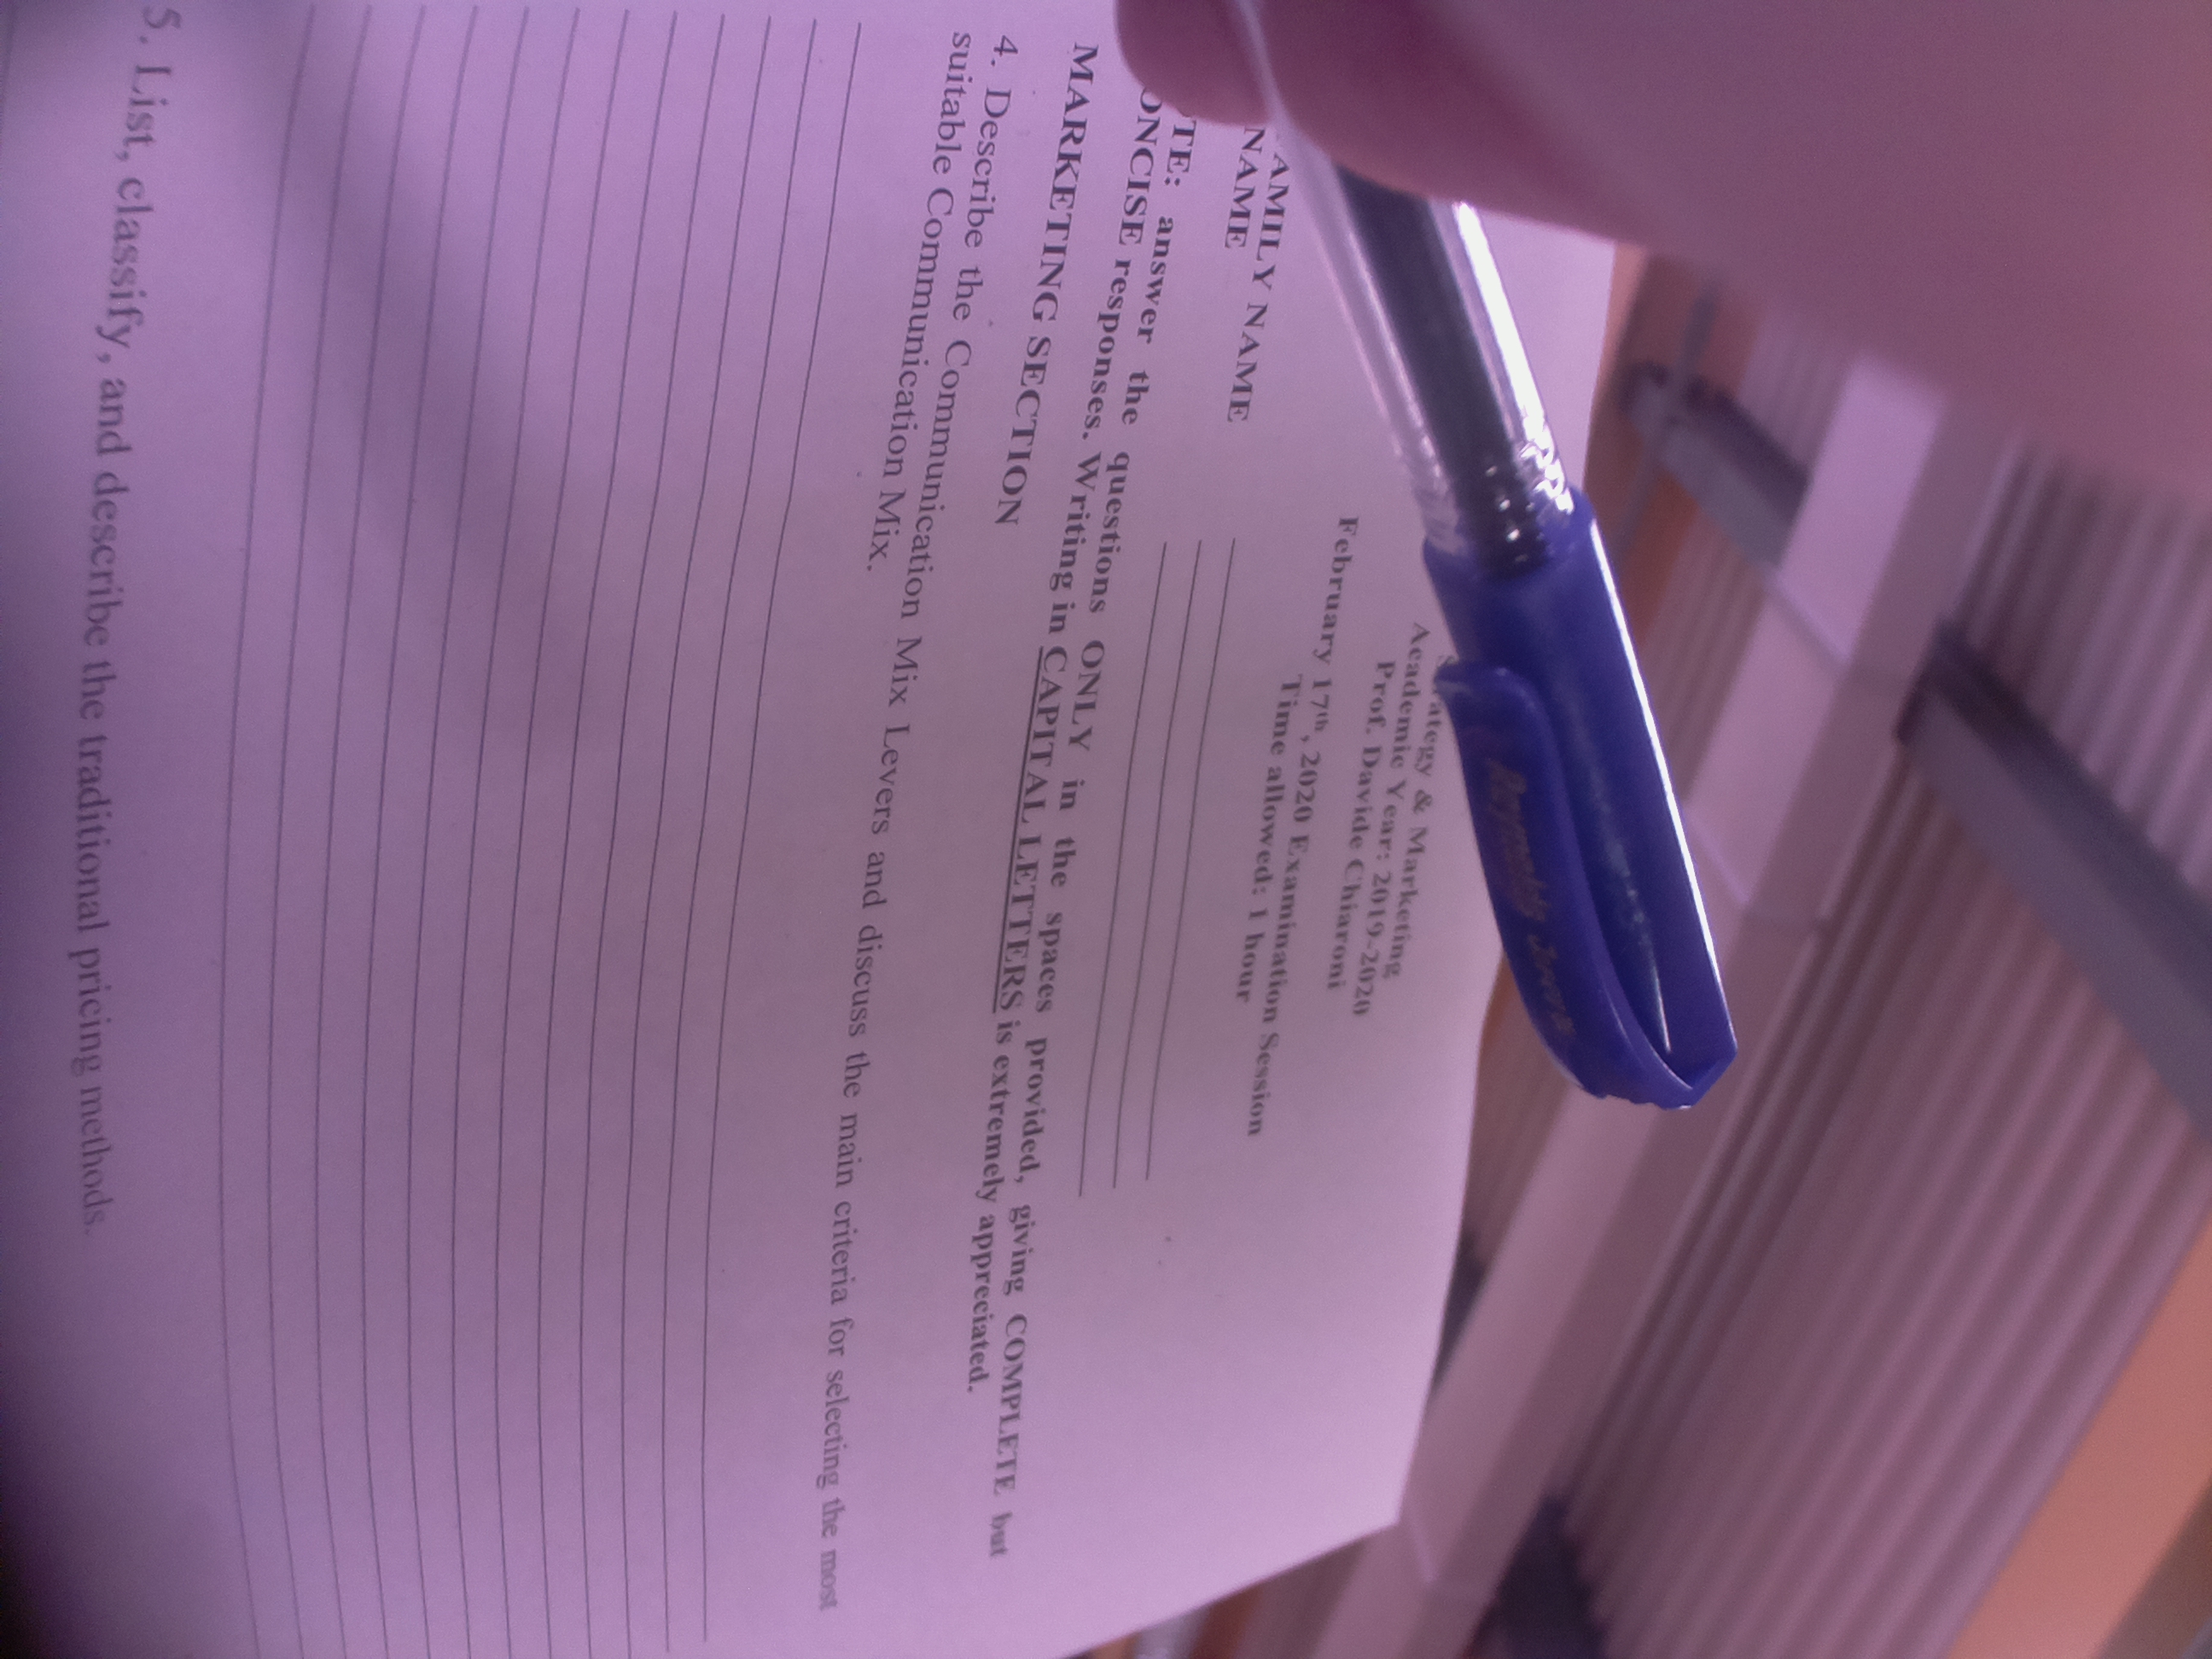 Strategy & Marketing
Academic Year: 2019-2020
Prof. Davide Chiaroni
February 17th, 2020 Examination Session
Time allowed: 1 hour
AMILY NAME
NAME
TE: answer the questions ONLY in the spaces provided, giving COMPLETE but
ONCISE responses. Writing in CAPITAL LETTERS is extremely appreciated.
MARKETING SECTION
4. Describe the Communication Mix Levers and discuss the main criteria for selecting the most
suitable Communication Mix.
5. List, classify, and describe the traditional pricing methods.